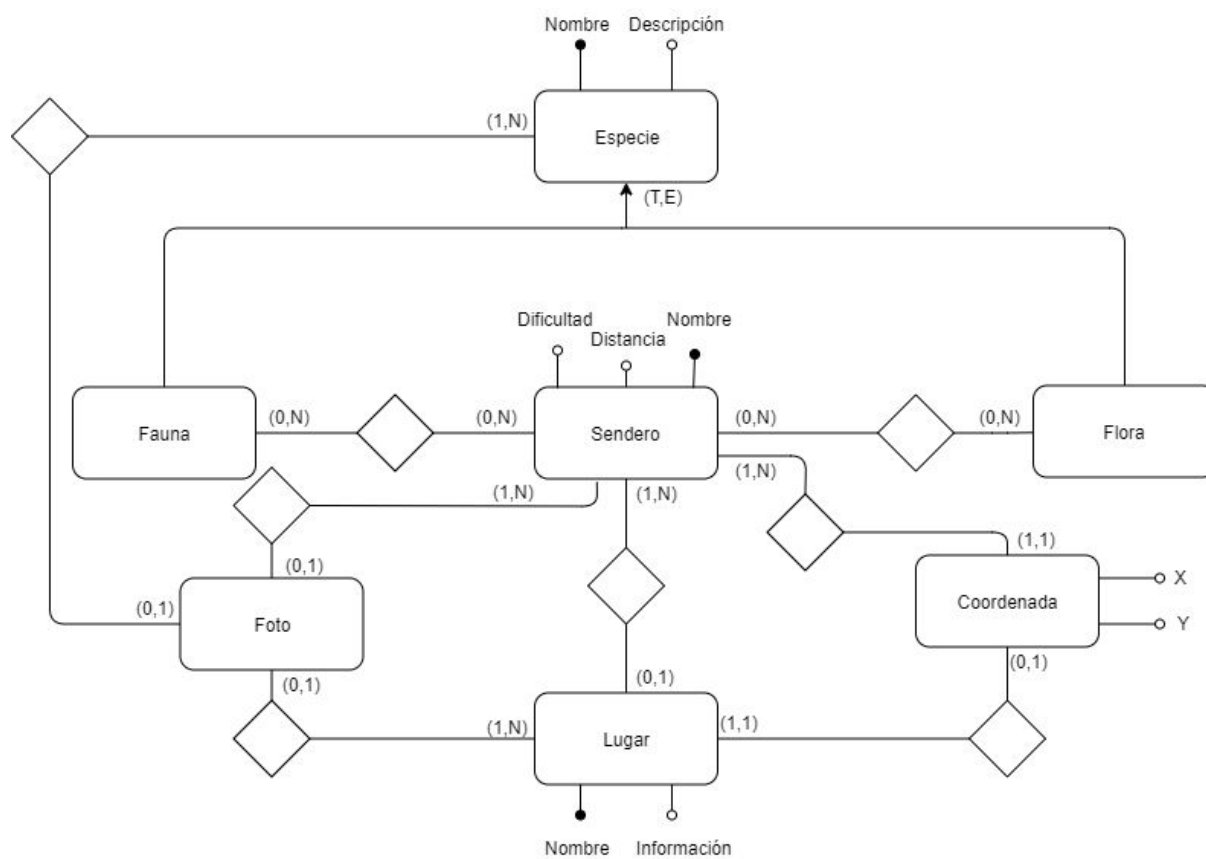 Nombre
Descripción
(1,N)
Especie
(T,E)
Dificultad
Nombre
Distancia
Fauna
(0,N)
(0,N)
Sendero
(0,N)
(0,N)
Flora
(1,N)
(1,N)
(1,N)
(1,1)
(0,1)
(0,1)
Foto
Coordenada
X
Y
(0,1)
(0,1)
(0,1)
(1,N)
Lugar
(1,1)
Nombre
Información